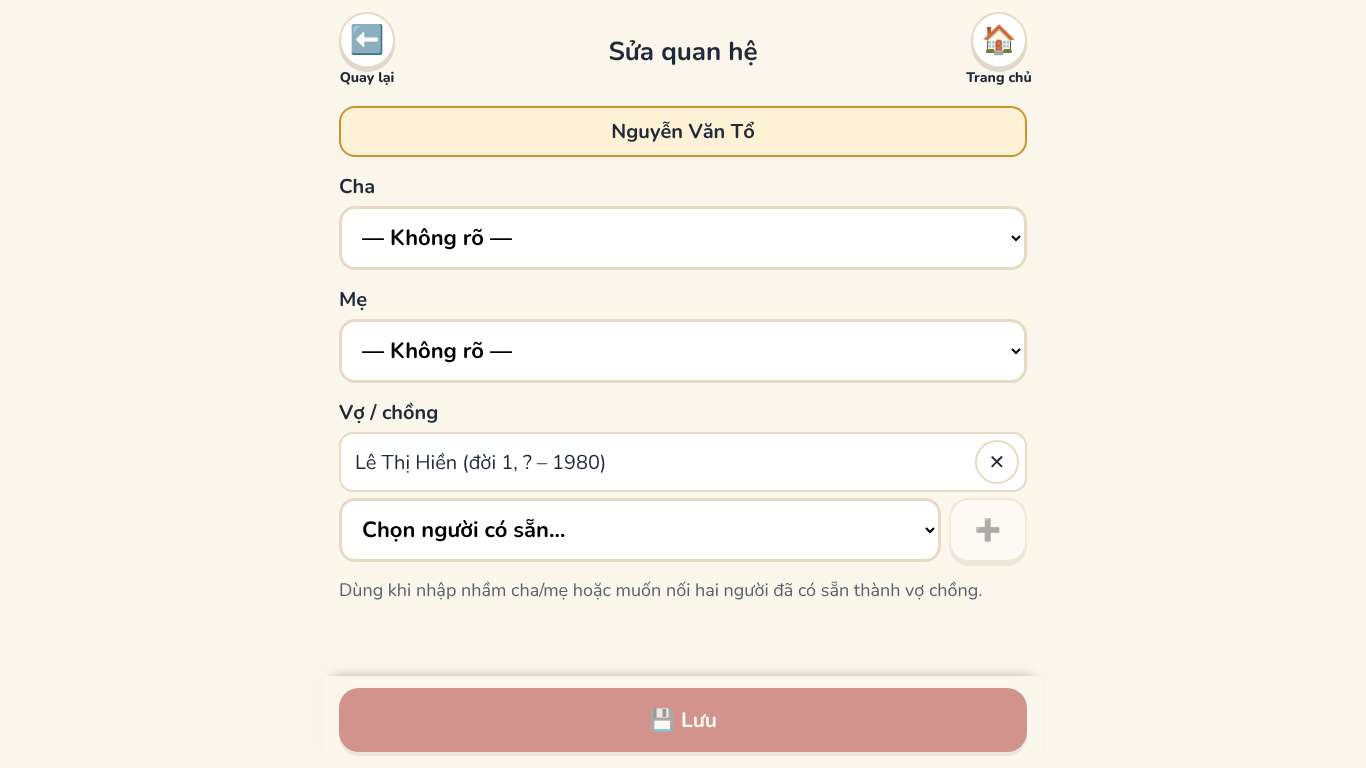 Quay lại
Sửa quan hệ
Trang chủ
Nguyễn Văn Tổ
Cha
— Không rõ —
Mẹ
— Không rõ —
Vợ / chồng
Lê Thị Hiền (đời 1, ? – 1980)
Chọn người có sẵn...
Dùng khi nhập nhầm cha/mẹ hoặc muốn nối hai người đã có sẵn thành vợ chồng.
Lưu